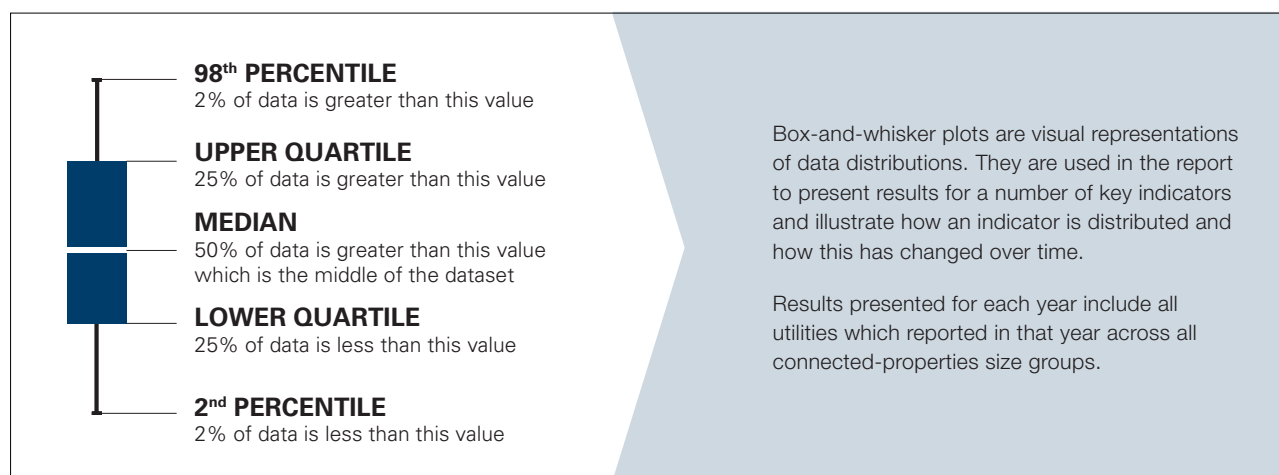 98th PERCENTILE
2% of data is greater than this value
UPPER QUARTILE
25% of data is greater than this value
MEDIAN
50% of data is greater than this value
which is the middle of the dataset
LOWER QUARTILE
25% of data is less than this value
2nd PERCENTILE
2% of data is less than this value
Box-and-whisker plots are visual representations
of data distributions. They are used in the report
to present results for a number of key indicators
and illustrate how an indicator is distributed and
how this has changed over time.
Results presented for each year include all
utilities which reported in that year across all
connected-properties size groups.